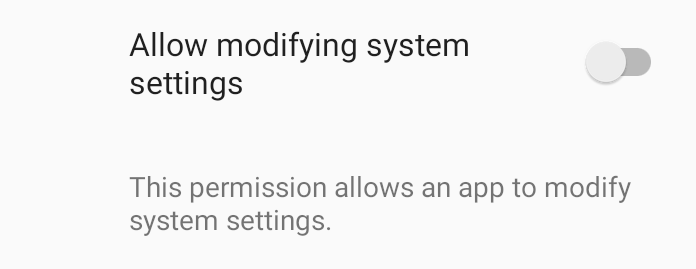 Allow modifying system
settings
This permission allows an app to modify
system settings.